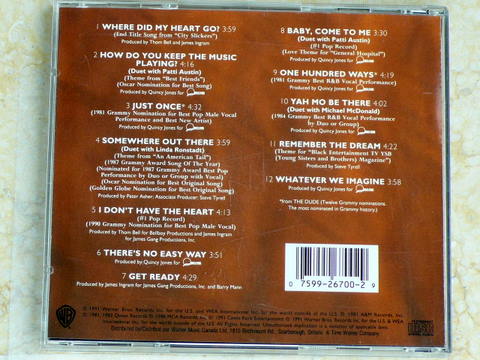 1 WHERE DID MY HEART GO? 3:59
(End Title Song from "City Slickers")
Produced by Thom Bell and James Ingram
2 HOW DO YOU KEEP THE MUSIC
PLAYING? 4:16
(Duet with Patti Austin)
(Theme from "Best Friends")
(Oscar Nomination for Best Song)
Produced by Quincy Jones for
3 JUST ONCE* 4:32
(1981 Grammy Nomination for Best Pop Male Vocal
Performance and Best New Artist)
Produced by Quincy Jones for
4 SOMEWHERE OUT THERE 3:59
(Duet with Linda Ronstadt)
(Theme from "An American Tail")
(1987 Grammy Award Song of the Year)
(Nominated for 1987 Grammy Award Best Pop
Performance by Duo or Group with Vocal)
(Oscar Nomination for Best Original Song)
(Golden Globe Nomination for Best Original Song)
Produced by Peter Asher; Associate Producer: Steve Tyrell
5 I DON'T HAVE THE HEART 4:13
(#1 Pop Record)
(1990 Grammy Nomination for Best Pop Male Vocal)
Produced by Thom Bell for Bellboy Productions and James Ingram for
James Gang Productions, Inc.
6 THERE'S NO EASY WAY 3:51
Produced by Quincy Jones for
7 GET READY 4:29
Produced by James Ingram for James Gang Productions, Inc. and Barry Mann
8 BABY, COME TO ME 3:30
(Duet with Patti Austin)
(#1 Pop Record)
(Love Theme for "General Hospital")
Produced by Quincy Jones for
9 ONE HUNDRED WAYS* 4:19
(1981 Grammy Best R&B Vocal Performance)
Produced by Quincy Jones for
10 YAH MO BE THERE 4:02
(Duet with Michael McDonald)
(1984 Grammy Best R&B Vocal Performance
by Duo or Group)
Produced by Quincy Jones for
11 REMEMBER THE DREAM 4:22
(Theme for "Black Entertainment TV YSB
(Young Sisters and Brothers) Magazine")
Produced by Steve Tyrell
12 WHATEVER WE IMAGINE 3:58
Produced by Quincy Jones for
*from THE DUDE (Twelve Grammy nominations.
The most nominated in Grammy history.)
0 7599-26700-2 9